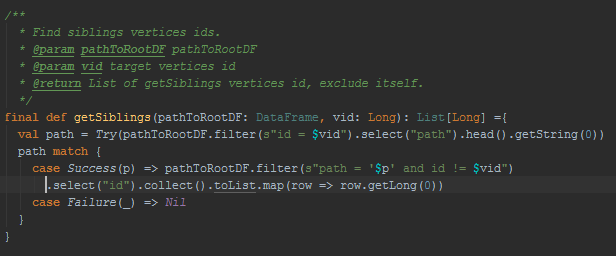 /**
* Find siblings vertices ids.
* @param pathToRootDF pathToRootDF
* @param vid target vertices id
* @return List of getSiblings vertices id, exclude itself.
*/
final def getSiblings(pathToRootDF: DataFrame, vid: Long): List[Long] ={
val path = Try(pathToRootDF.filter(s"id = $vid").select("path").head().getString(0))
path match {
case Success(p) => pathToRootDF.filter(s"path = '$p' and id != $vid")
.select("id").collect().toList.map(row => row.getLong(0))
case Failure(_) => Nil
}
}